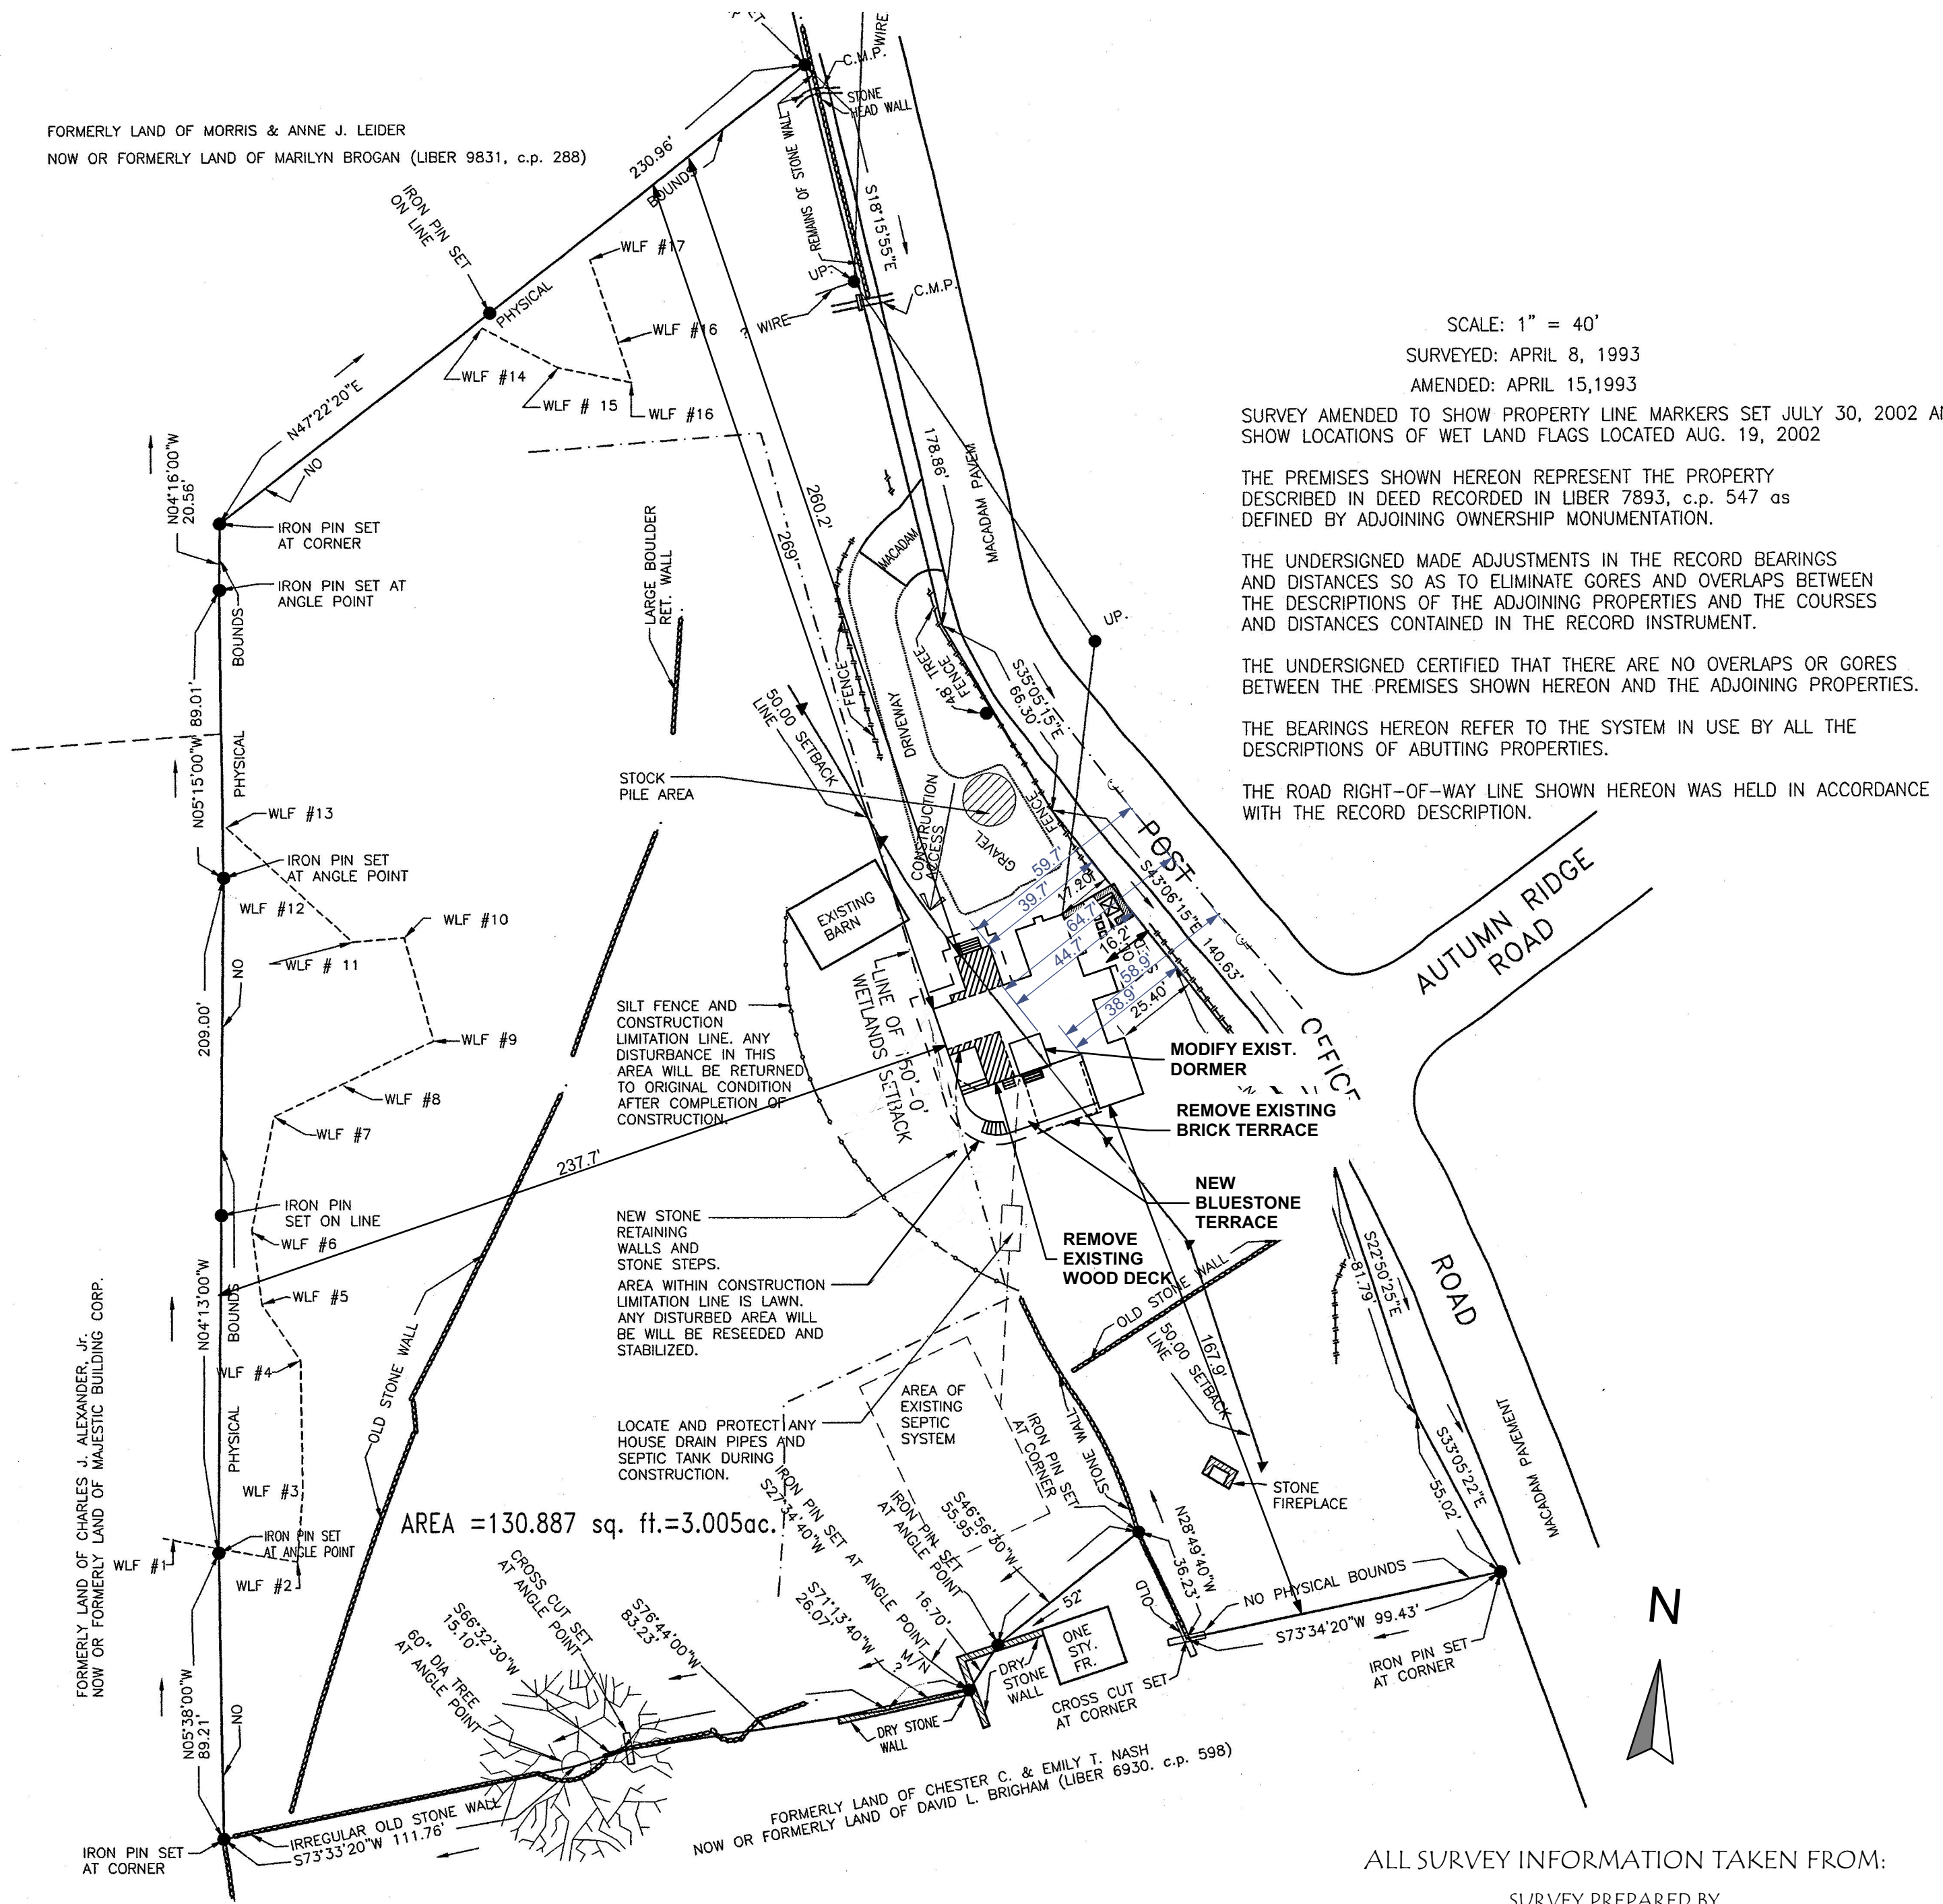 FORMERLY LAND OF MORRIS & ANNE J. LEIDER
NOW OR FORMERLY LAND OF MARILYN BROGAN (LIBER 9831, c.p. 288)
C.M.P.
WIRE
STONE
HEAD WALL
REMAINS OF STONE WALL
S18°15'55"E
230.96'
BOUNDS
IRON PIN SET
ON LINE
PHYSICAL
WLF #17
WLF #16
WLF #14
WLF # 15
WLF #16
UP.
? WIRE
C.M.P.
N47°22'20"E
NO
N04°16'00"W
20.56'
IRON PIN SET
AT CORNER
IRON PIN SET AT
ANGLE POINT
BOUNDS
N05°15'00"W 89.01'
PHYSICAL
LARGE BOULDER
RET. WALL
260.2'
269'
178.86'
MACADAM PAVEM
MACADAM
FENCE
DRIVEWAY
48' TREE
FENCE
S35°05'15"E
66.30'
UP.
50.00 SETBACK
LINE
STOCK
PILE AREA
CONSTRUCTION
ACCESS
GRAVEL
FENCE
SCALE: 1" = 40'
SURVEYED: APRIL 8, 1993
AMENDED: APRIL 15,1993
SURVEY AMENDED TO SHOW PROPERTY LINE MARKERS SET JULY 30, 2002
SHOW LOCATIONS OF WET LAND FLAGS LOCATED AUG. 19, 2002
THE PREMISES SHOWN HEREON REPRESENT THE PROPERTY
DESCRIBED IN DEED RECORDED IN LIBER 7893, c.p. 547 as
DEFINED BY ADJOINING OWNERSHIP MONUMENTATION.
THE UNDERSIGNED MADE ADJUSTMENTS IN THE RECORD BEARINGS
AND DISTANCES SO AS TO ELIMINATE GORES AND OVERLAPS BETWEEN
THE DESCRIPTIONS OF THE ADJOINING PROPERTIES AND THE COURSES
AND DISTANCES CONTAINED IN THE RECORD INSTRUMENT.
THE UNDERSIGNED CERTIFIED THAT THERE ARE NO OVERLAPS OR GORES
BETWEEN THE PREMISES SHOWN HEREON AND THE ADJOINING PROPERTIES.
THE BEARINGS HEREON REFER TO THE SYSTEM IN USE BY ALL THE
DESCRIPTIONS OF ABUTTING PROPERTIES.
THE ROAD RIGHT-OF-WAY LINE SHOWN HEREON WAS HELD IN ACCORDANCE
WITH THE RECORD DESCRIPTION.
WLF #13
IRON PIN SET
AT ANGLE POINT
WLF #12
WLF #10
WLF # 11
NO
209.00'
WLF #9
WLF #8
WLF #7
EXISTING
BARN
59.7'
39.7'
17.20'
64.7'
44.7'
58.9'
38.9'
25.40'
S43°06'15"E 140.63'
POST
OFFICE
ROAD
AUTUMN RIDGE
ROAD
LINE OF 150'-0'
WETLANDS SETBACK
SILT FENCE AND
CONSTRUCTION
LIMITATION LINE. ANY
DISTURBANCE IN THIS
AREA WILL BE RETURNED
TO ORIGINAL CONDITION
AFTER COMPLETION OF
CONSTRUCTION.
MODIFY EXIST.
DORMER
REMOVE EXISTING
BRICK TERRACE
NEW
BLUESTONE
TERRACE
REMOVE
EXISTING
WOOD DECK
237.7'
IRON PIN
SET ON LINE
WLF #6
WLF #5
BOUNDS
N04°13'00"W
WLF #4
PHYSICAL
WLF #3
OLD STONE WALL
NEW STONE
RETAINING
WALLS AND
STONE STEPS.
AREA WITHIN CONSTRUCTION
LIMITATION LINE IS LAWN.
ANY DISTURBED AREA WILL
BE WILL BE RESEEDED AND
STABILIZED.
LOCATE AND PROTECT ANY
HOUSE DRAIN PIPES AND
SEPTIC TANK DURING
CONSTRUCTION.
AREA OF
EXISTING
SEPTIC
SYSTEM
OLD STONE WALL
50.00 SETBACK
LINE
167.9'
S22°50'25"E
81.79'
S33°05'22"E
55.02'
MACADAM PAVEMENT
STONE
FIREPLACE
FORMERLY LAND OF CHARLES J. ALEXANDER, Jr.
NOW OR FORMERLY LAND OF MAJESTIC BUILDING CORP.
AREA =130.887 sq. ft.=3.005ac.
IRON PIN SET
AT ANGLE POINT
WLF #1
WLF #2
N05°38'00"W
89.21'
NO
IRON PIN SET
AT CORNER
IRREGULAR OLD STONE WALL
S73°33'20"W 111.76'
60" DIA TREE
AT ANGLE POINT
S66°32'30"W
15.10'
CROSS CUT SET
AT ANGLE POINT
S76°44'00"W
83.23'
S71°13'40"W
26.07'
IRON PIN SET AT ANGLE POINT
S27°34'40"W
16.70'
IRON PIN SET
AT ANGLE POINT
S46°56'30"W
55.95'
IRON PIN SET
AT CORNER
STONE WALL
OLD
N28°49'40"W
36.23'
52'
ONE
STY.
FR.
M/N
DRY
STONE
WALL
DRY STONE
WALL
CROSS CUT SET
AT CORNER
NO PHYSICAL BOUNDS
S73°34'20"W 99.43'
IRON PIN SET
AT CORNER
FORMERLY LAND OF CHESTER C. & EMILY T. NASH
NOW OR FORMERLY LAND OF DAVID L. BRIGHAM (LIBER 6930. c.p. 598)
N
ALL SURVEY INFORMATION TAKEN FROM:
SURVEY PREPARED BY